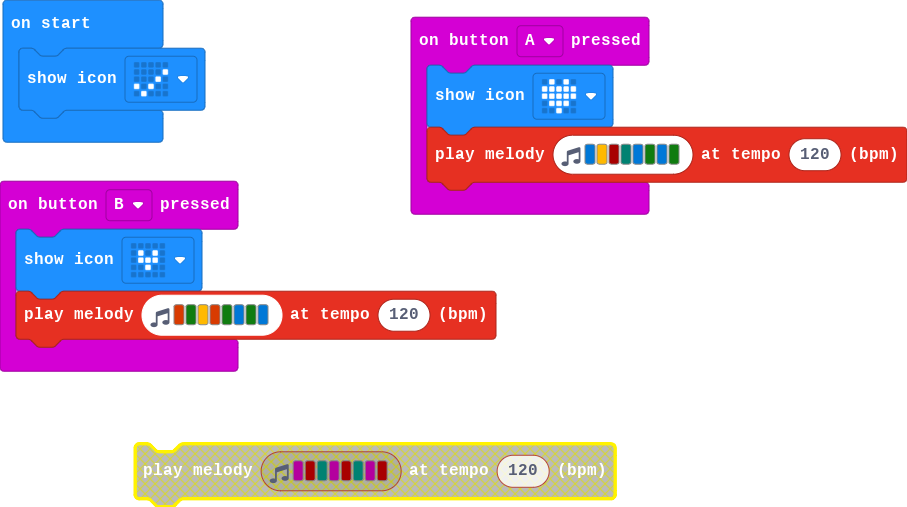 on start
show icon
on button A pressed
show icon
play melody at tempo 120 (bpm)
on button B pressed
show icon
play melody at tempo 120 (bpm)
play melody at tempo 120 (bpm)